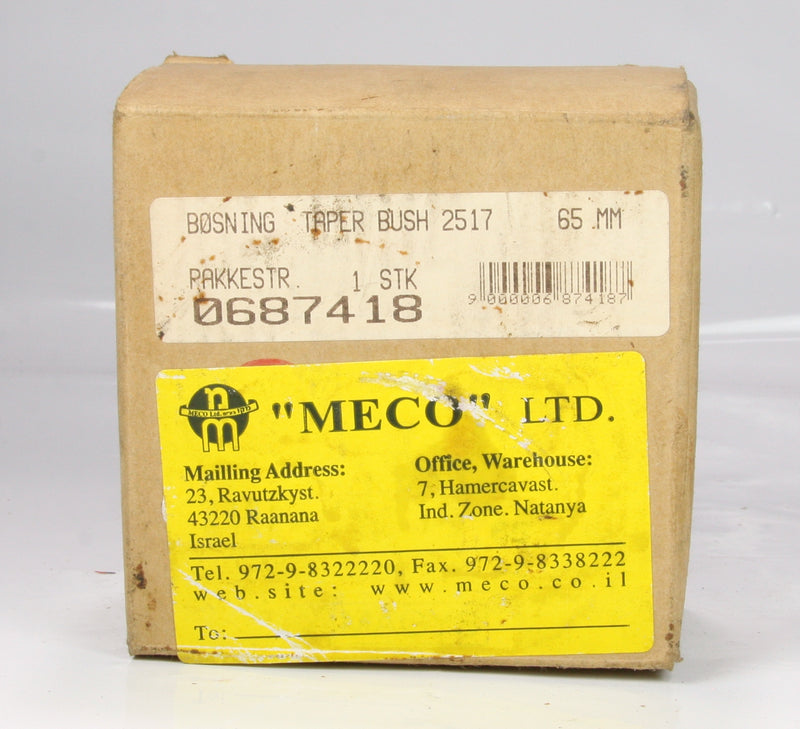 BØSNING TAPER BUSH 2517 65 MM
PAKKESTR. 1 STK
0687418
9 000006 874187
"MECO" LTD.
Mailling Address:
23, Ravutzkyst.
43220 Raanana
Israel
Office, Warehouse:
7, Hamercavast.
Ind. Zone. Natanya
Tel. 972-9-8322220, Fax. 972-9-8338222
web.site: www.meco.co.il
To: